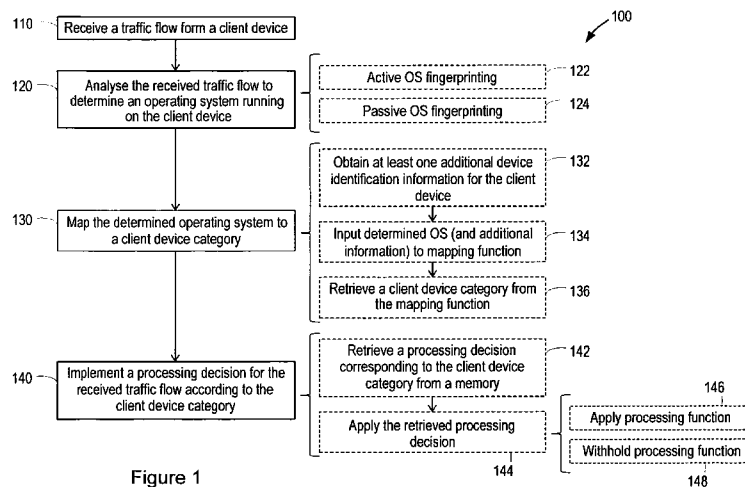 100
110
Receive a traffic flow form a client device
120
Analyse the received traffic flow to
determine an operating system running
on the client device
Active OS fingerprinting
122
Passive OS fingerprinting
124
130
Map the determined operating system to
a client device category
Obtain at least one additional device
identification information for the client
device
132
Input determined OS (and additional
information) to mapping function
134
Retrieve a client device category from
the mapping function
136
140
Implement a processing decision for the
received traffic flow according to the
client device category
Retrieve a processing decision
corresponding to the client device
category from a memory
142
Apply the retrieved processing
decision
144
146
Apply processing function
Withhold processing function
148
Figure 1